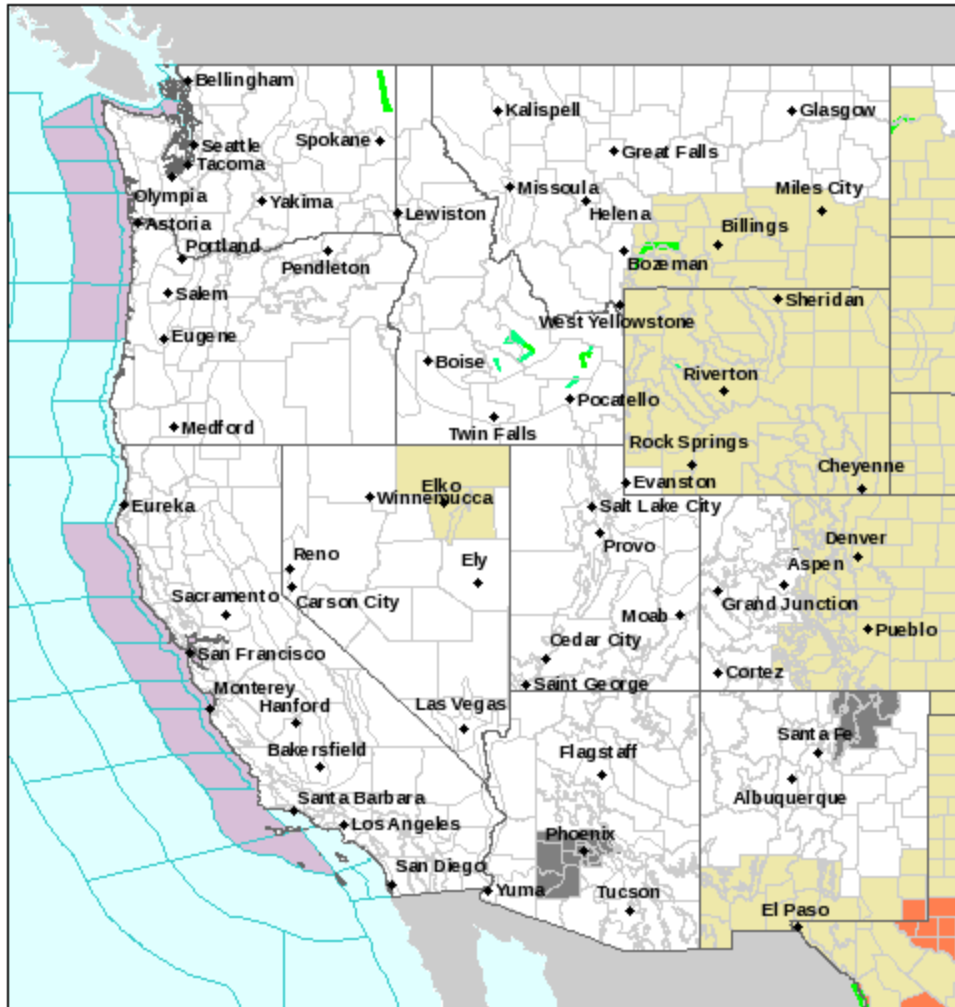 Bellingham
Kalispell
Glasgow
Seattle
Spokane
Great Falls
Tacoma
Olympia
Missoula
Miles City
Yakima
Lewiston
Helena
Astoria
Billings
Portland
Pendleton
Bozeman
Salem
Sheridan
West Yellowstone
Eugene
Boise
Riverton
Pocatello
Medford
Twin Falls
Rock Springs
Cheyenne
Elko
Evanston
Winnemucca
Eureka
Salt Lake City
Provo
Denver
Reno
Ely
Aspen
Sacramento
Carson City
Grand Junction
Moab
Pueblo
Cedar City
San Francisco
Cortez
Saint George
Monterey
Hanford
Las Vegas
Santa Fe
Bakersfield
Flagstaff
Albuquerque
Santa Barbara
Los Angeles
Phoenix
San Diego
Yuma
Tucson
El Paso